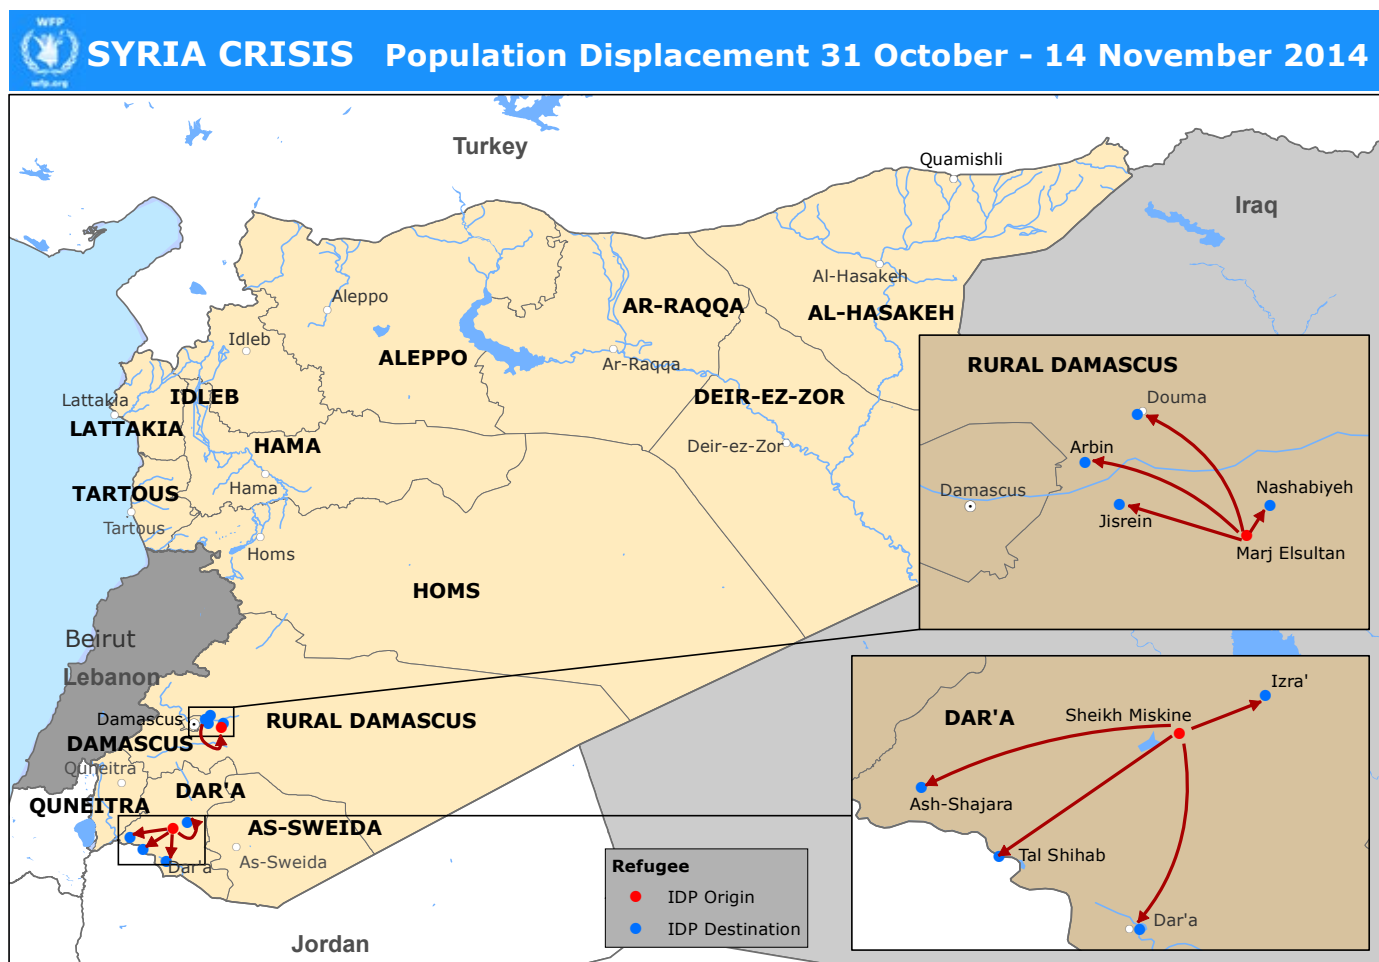 WFP
wfp.org
SYRIA CRISIS Population Displacement 31 October - 14 November 2014
Turkey
Quamishli
Iraq
Al-Hasakeh
Aleppo
AR-RAQQA
AL-HASAKEH
Idleb
ALEPPO
Ar-Raqqa
IDLEB
DEIR-EZ-ZOR
Lattakia
LATTAKIA
HAMA
Deir-ez-Zor
Hama
TARTOUS
Tartous
Homs
HOMS
Beirut
Lebanon
Damascus
RURAL DAMASCUS
DAMASCUS
Quneitra
DAR'A
QUNEITRA
AS-SWEIDA
Dar'a
As-Sweida
Jordan
RURAL DAMASCUS
Douma
Arbin
Damascus
Nashabiyeh
Jisrein
Marj Elsultan
Izra'
DAR'A
Sheikh Miskine
Ash-Shajara
Tal Shihab
Dar'a
Refugee
IDP Origin
IDP Destination